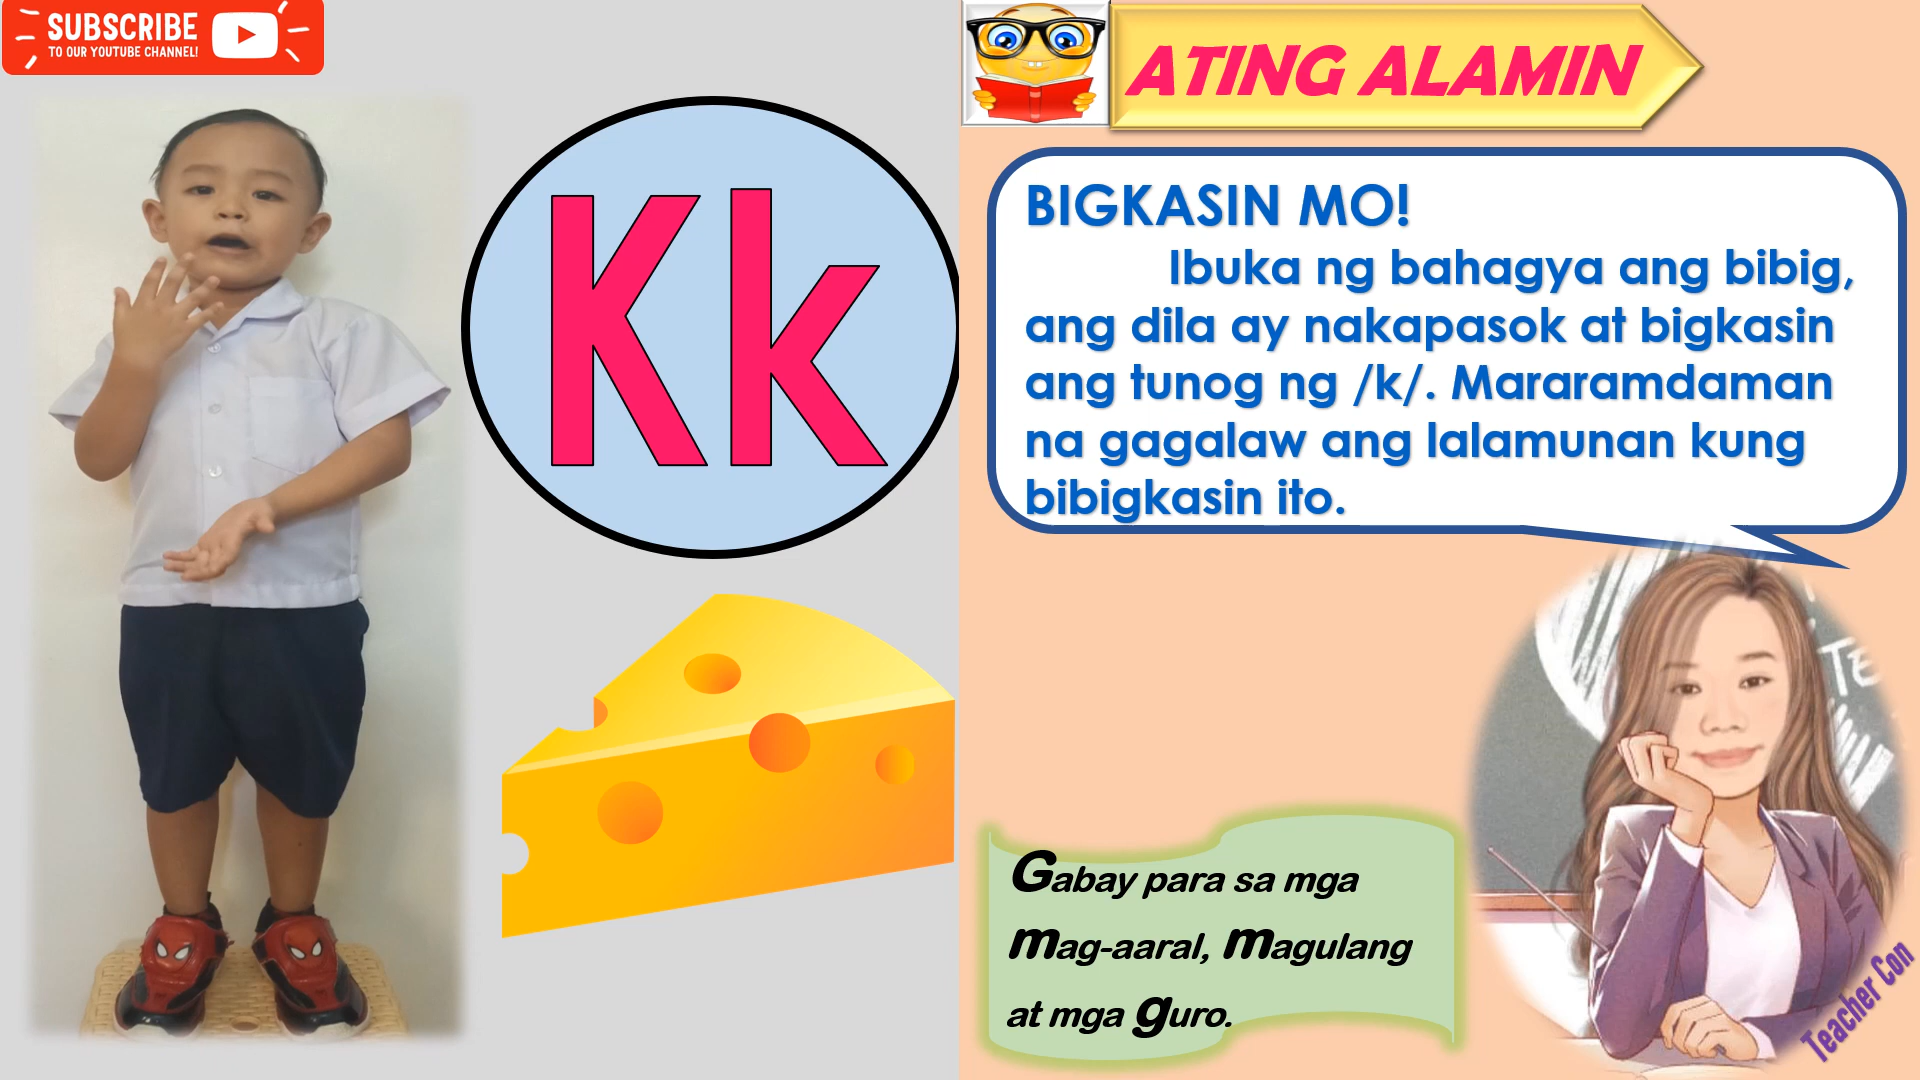 SUBSCRIBE
TO OUR YOUTUBE CHANNEL!
Kk
ATING ALAMIN
BIGKASIN MO!
Ibuka ng bahagya ang bibig,
ang dila ay nakapasok at bigkasin
ang tunog ng /k/. Mararamdaman
na gagalaw ang lalamunan kung
bibigkasin ito.
Gabay para sa mga
mag-aaral, magulang
at mga guro.
Teacher Con